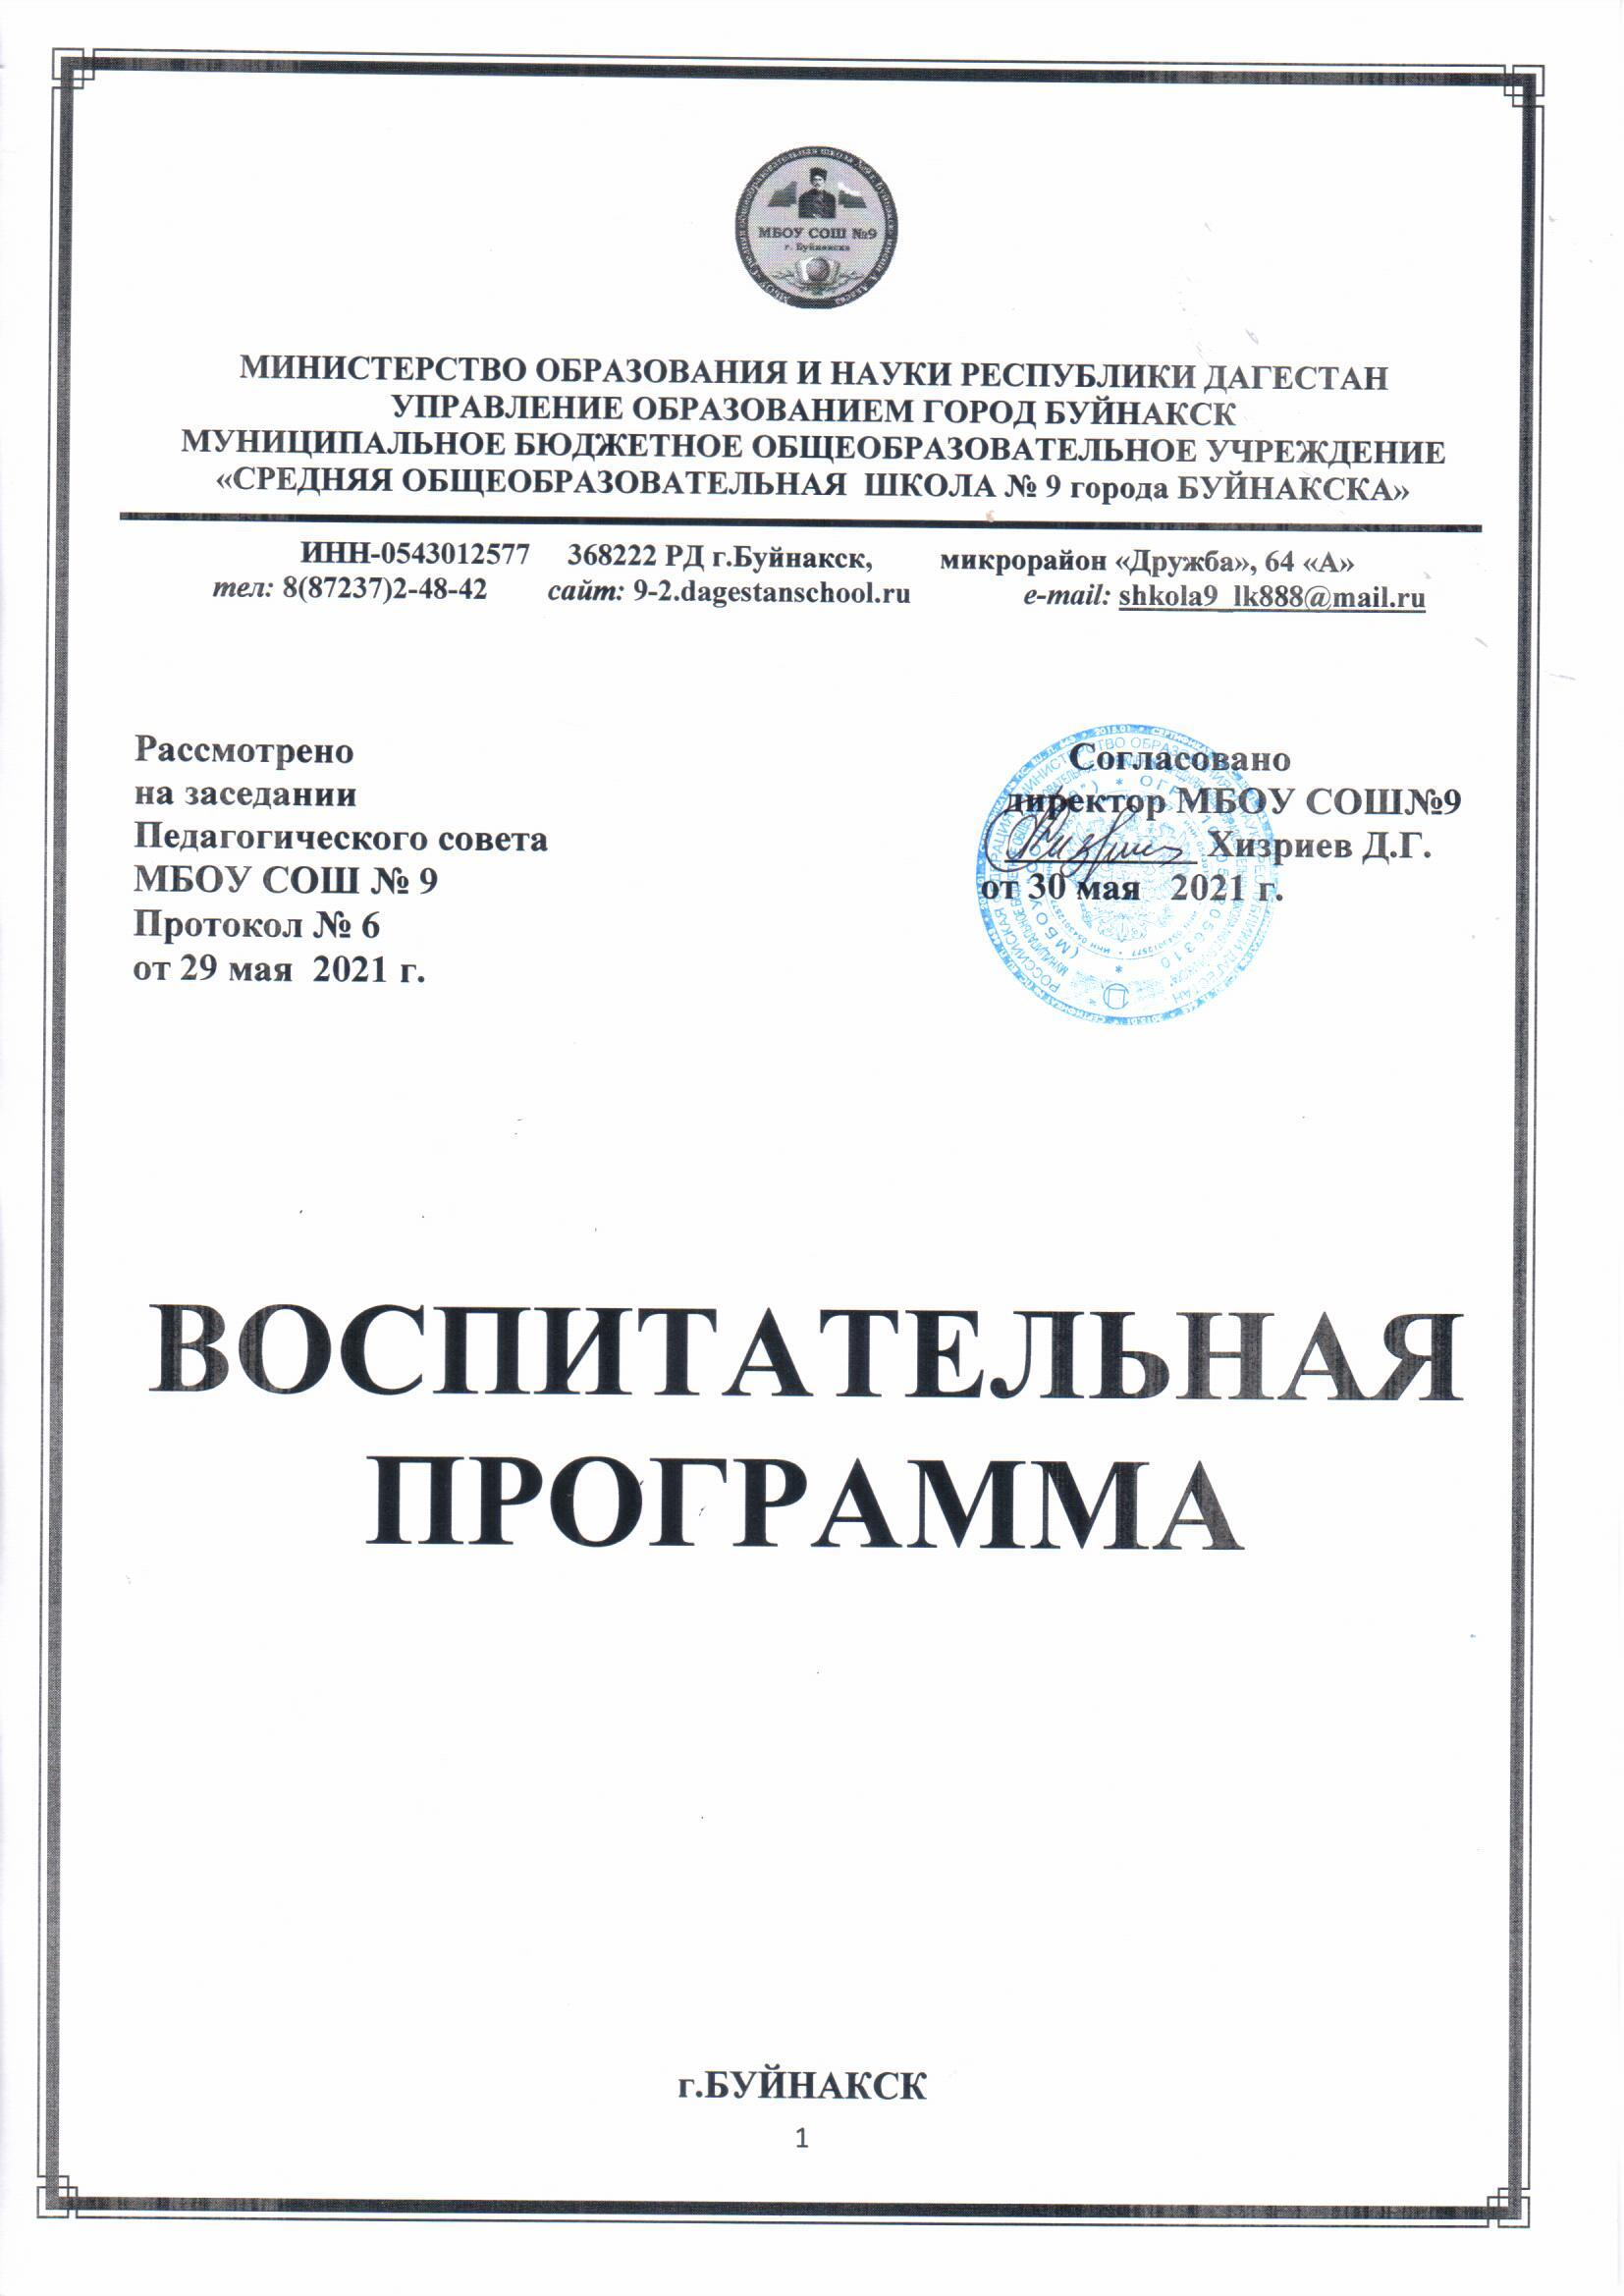 МБОУ СОШ №9
г. Буйнакска
МИНИСТЕРСТВО ОБРАЗОВАНИЯ И НАУКИ РЕСПУБЛИКИ ДАГЕСТАН
УПРАВЛЕНИЕ ОБРАЗОВАНИЕМ ГОРОД БУЙНАКСК
МУНИЦИПАЛЬНОЕ БЮДЖЕТНОЕ ОБЩЕОБРАЗОВАТЕЛЬНОЕ УЧРЕЖДЕНИЕ
«СРЕДНЯЯ ОБЩЕОБРАЗОВАТЕЛЬНАЯ ШКОЛА № 9 города БУЙНАКСКА»
ИНН-0543012577 368222 РД г.Буйнакск, микрорайон «Дружба», 64 «А»
тел: 8(87237)2-48-42 сайт: 9-2.dagestanschool.ru e-mail: shkola9_lk888@mail.ru
Рассмотрено
на заседании
Педагогического совета
МБОУ СОШ № 9
Протокол № 6
от 29 мая 2021 г.
Согласовано
директор МБОУ СОШ№9
Хизриев Д.Г.
от 30 мая 2021 г.
ВОСПИТАТЕЛЬНАЯ
ПРОГРАММА
г.БУЙНАКСК
1